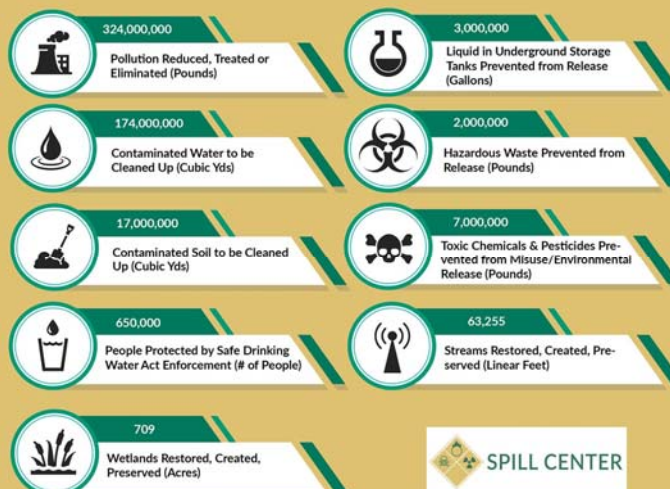 324,000,000
Pollution Reduced, Treated or
Eliminated (Pounds)
3,000,000
Liquid in Underground Storage
Tanks Prevented from Release
(Gallons)
174,000,000
Contaminated Water to be
Cleaned Up (Cubic Yds)
2,000,000
Hazardous Waste Prevented from
Release (Pounds)
17,000,000
Contaminated Soil to be Cleaned
Up (Cubic Yds)
7,000,000
Toxic Chemicals & Pesticides Pre-
vented from Misuse/Environmental
Release (Pounds)
650,000
People Protected by Safe Drinking
Water Act Enforcement (# of People)
63,255
Streams Restored, Created, Pre-
served (Linear Feet)
709
Wetlands Restored, Created,
Preserved (Acres)
SPILL CENTER